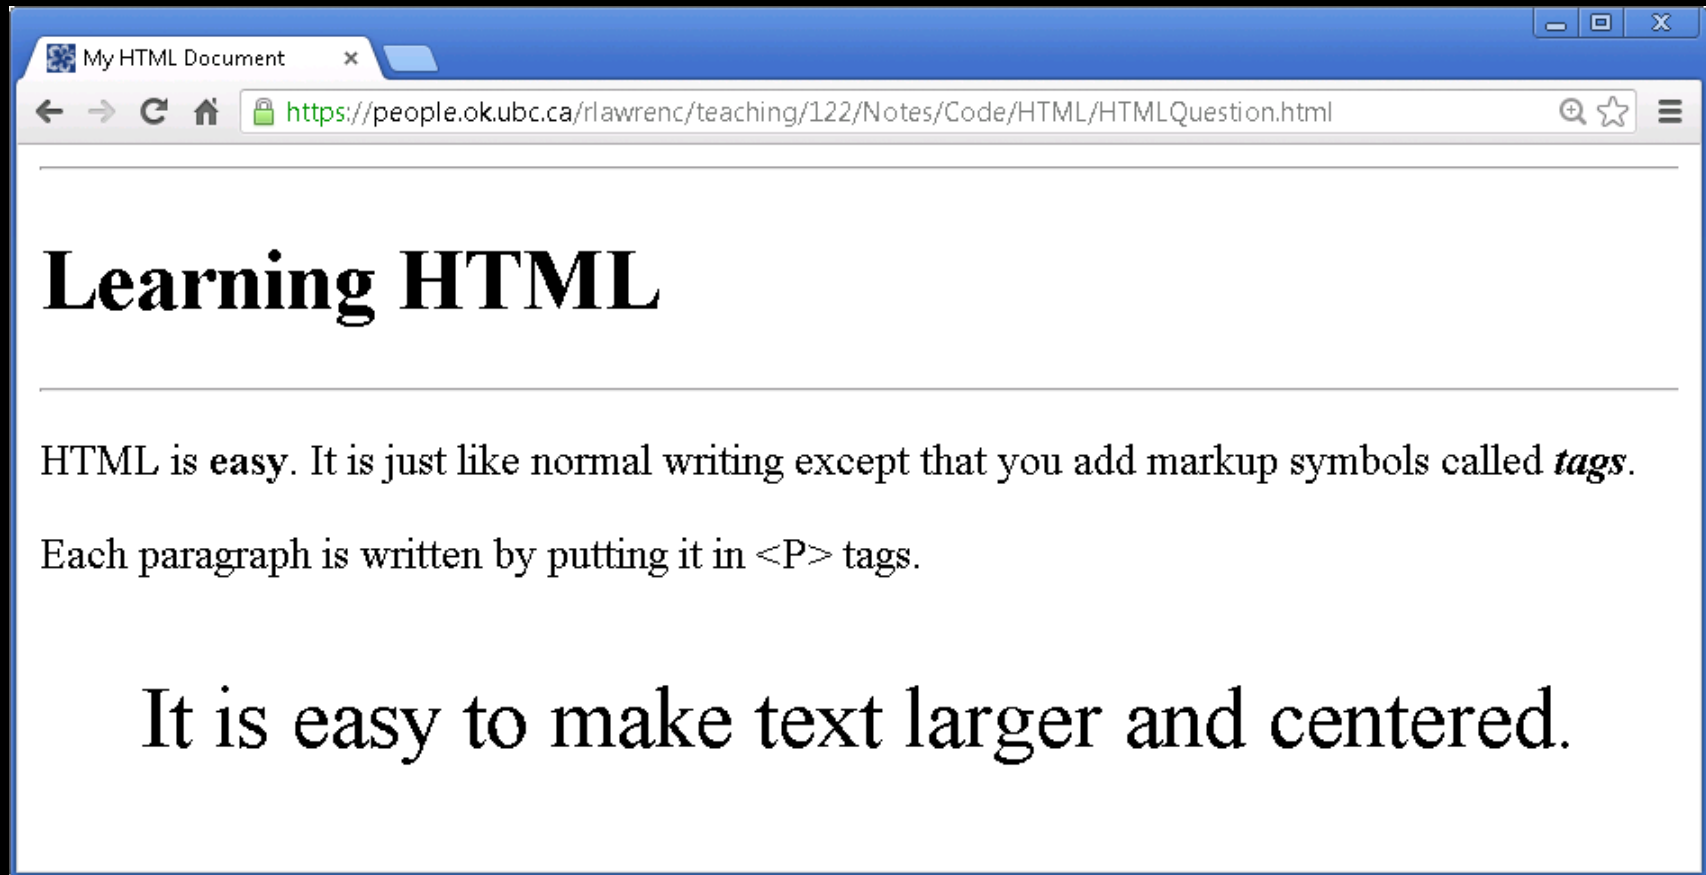 My HTML Document
https://people.ok.ubc.ca/rlawrenc/teaching/122/Notes/Code/HTML/HTMLQuestion.html
Learning HTML
HTML is easy. It is just like normal writing except that you add markup symbols called tags.
Each paragraph is written by putting it in <P> tags.
It is easy to make text larger and centered.